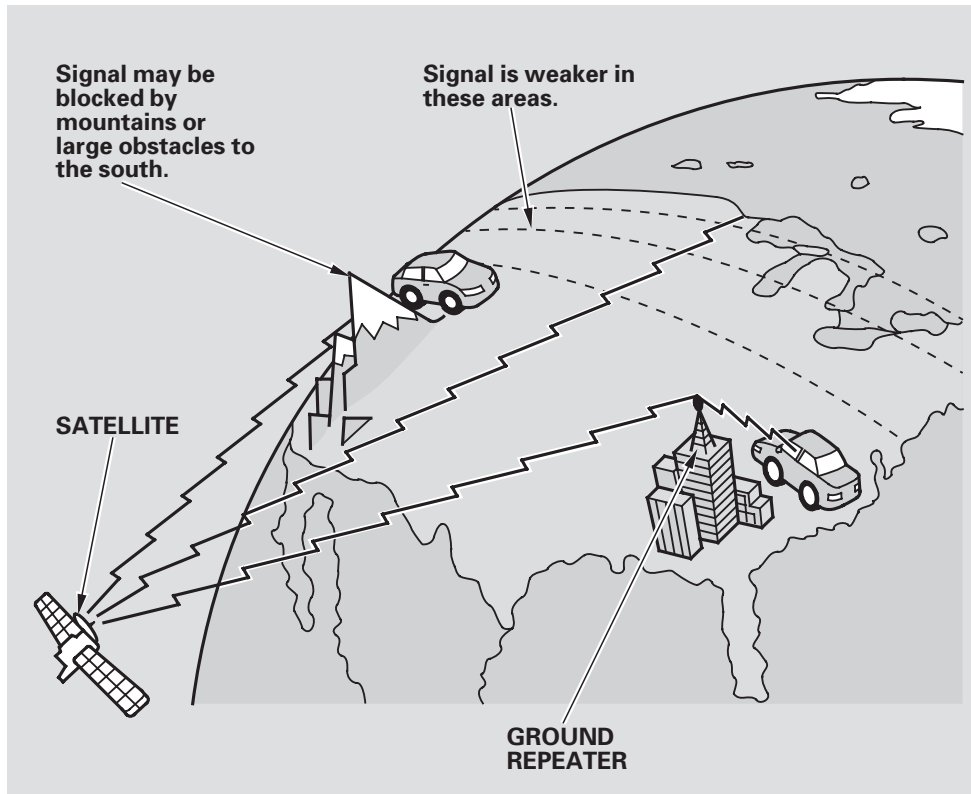 Signal may be
blocked by
mountains or
large obstacles to
the south.
Signal is weaker in
these areas.
SATELLITE
GROUND
REPEATER